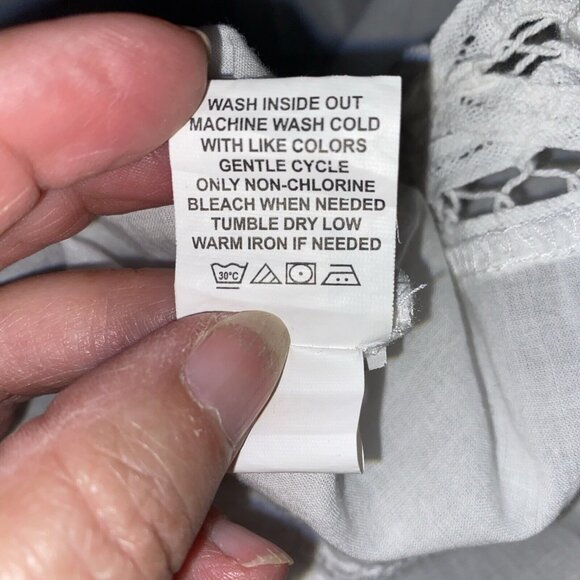 WASH INSIDE OUT
MACHINE WASH COLD
WITH LIKE COLORS
GENTLE CYCLE
ONLY NON-CHLORINE
BLEACH WHEN NEEDED
TUMBLE DRY LOW
WARM IRON IF NEEDED
30°C